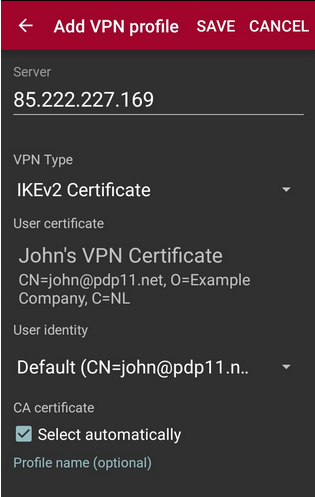 Add VPN profile SAVE CANCEL
Server
85.222.227.169
VPN Type
IKEv2 Certificate
User certificate
John's VPN Certificate
CN=john@pdp11.net, O=Example
Company, C=NL
User identity
Default (CN=john@pdp11.n..
CA certificate
Select automatically
Profile name (optional)